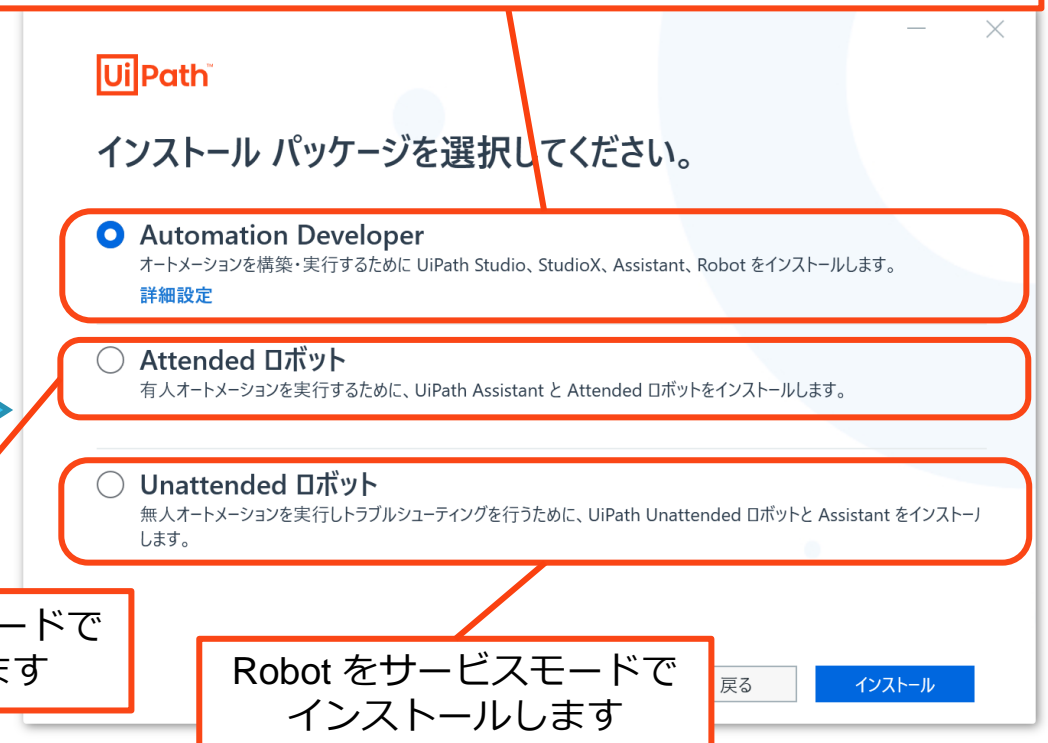 UiPath™
インストール パッケージを選択してください。
Automation Developer
オートメーションを構築・実行するために UiPath Studio、StudioX、Assistant、Robot をインストールします。
詳細設定
Attended ロボット
有人オートメーションを実行するために、UiPath Assistant と Attended ロボットをインストールします。
Unattended ロボット
無人オートメーションを実行しトラブルシューティングを行うために、UiPath Unattended ロボットと Assistant をインストー
します。
ードで
ます
Robot をサービスモードで
インストールします
戻る
インストール